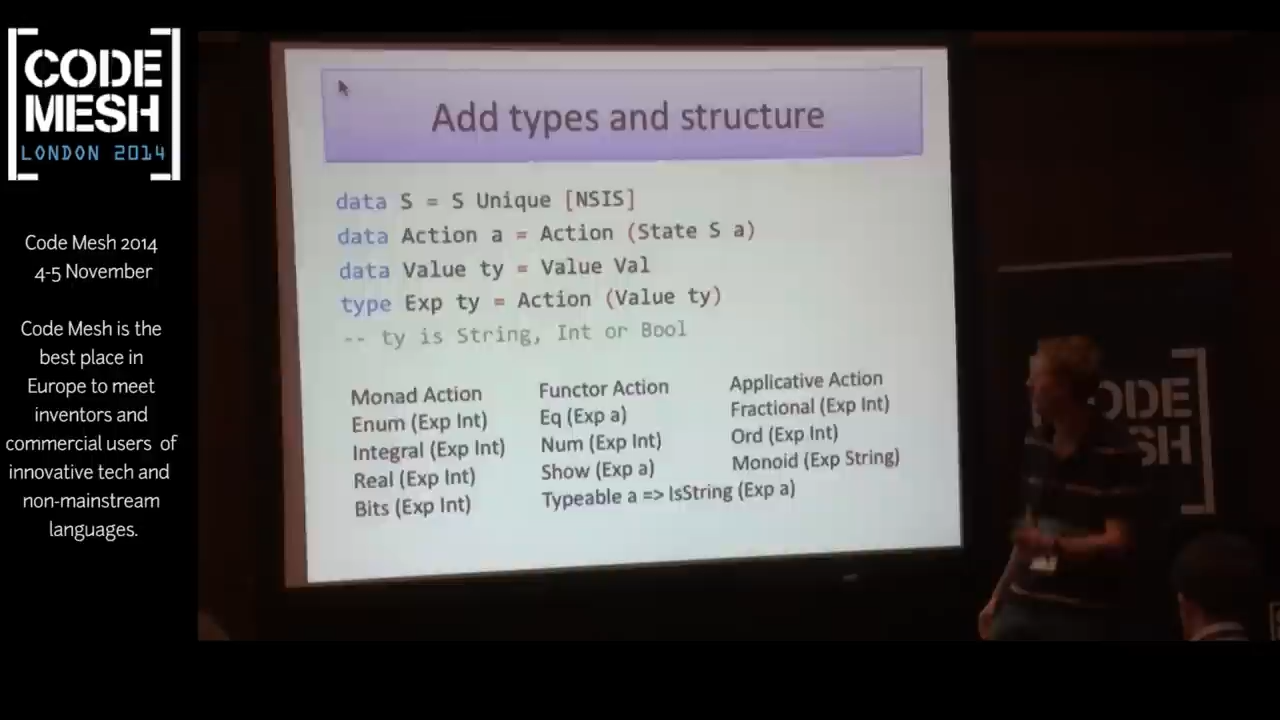 CODE
MESH
LONDON 2014
Code Mesh 2014
4-5 November
Code Mesh is the
best place in
Europe to meet
inventors and
commercial users of
innovative tech and
non-mainstream
languages.
Add types and structure
data S = S Unique [NSIS]
data Action a = Action (State S a)
data Value ty = Value Val
type Exp ty = Action (Value ty)
-- ty is String, Int or Bool
Monad Action
Enum (Exp Int)
Integral (Exp Int)
Real (Exp Int)
Bits (Exp Int)
Functor Action
Eq (Exp a)
Num (Exp Int)
Show (Exp a)
Typeable a => IsString (Exp a)
Applicative Action
Fractional (Exp Int)
Ord (Exp Int)
Monoid (Exp String)
ODE
SH